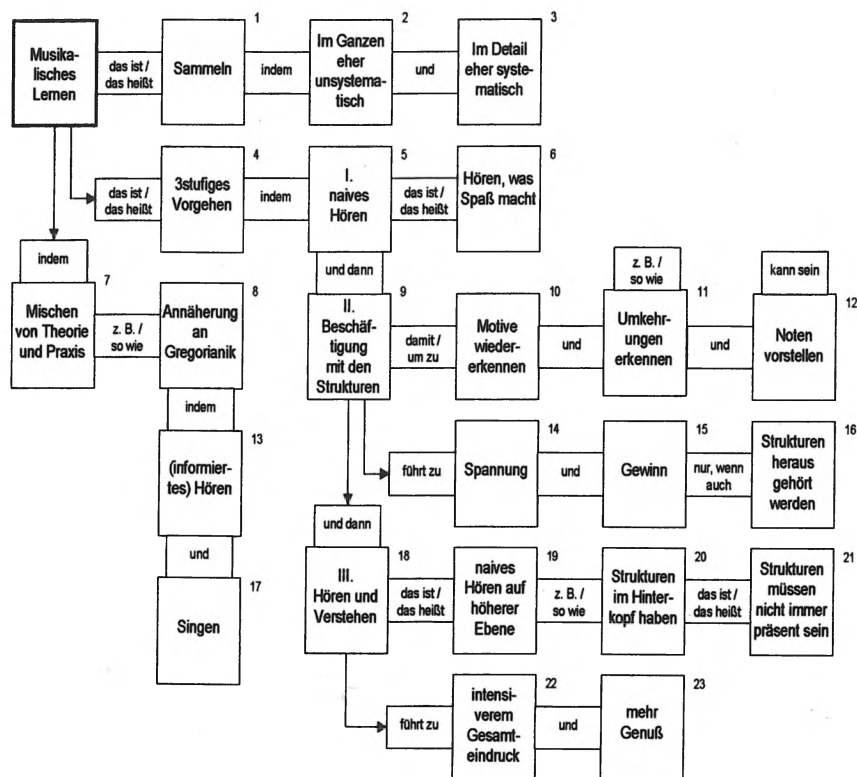 1
2
3
Musika-
lisches
Lernen
das ist /
das heißt
Sammeln
indem
Im Ganzen
eher
unsystema-
tisch
und
Im Detail
eher syste-
matisch
4
5
6
das ist /
das heißt
3stufiges
Vorgehen
indem
I.
naives
Hören
das ist /
das heißt
Hören, was
Spaß macht
indem
und dann
z. B. /
so wie
kann sein
7
8
9
10
11
12
Mischen
von Theorie
und Praxis
z. B. /
so wie
Annäherung
an
Gregorianik
II.
Beschäf-
tigung
mit den
Strukturen
damit /
um zu
Motive
wieder-
erkennen
und
Umkehr-
rungen
erkennen
und
Noten
vorstellen
indem
13
14
15
16
(informier-
tes) Hören
führt zu
Spannung
und
Gewinn
nur, wenn
auch
Strukturen
heraus
gehört
werden
und
und dann
17
18
19
20
21
Singen
III.
Hören und
Verstehen
das ist /
das heißt
naives
Hören auf
höherer
Ebene
z. B. /
so wie
Strukturen
im Hinter-
kopf haben
das ist /
das heißt
Strukturen
müssen
nicht immer
präsent sein
22
23
führt zu
intensi-
verem
Gesamt-
eindruck
und
mehr
Genuß